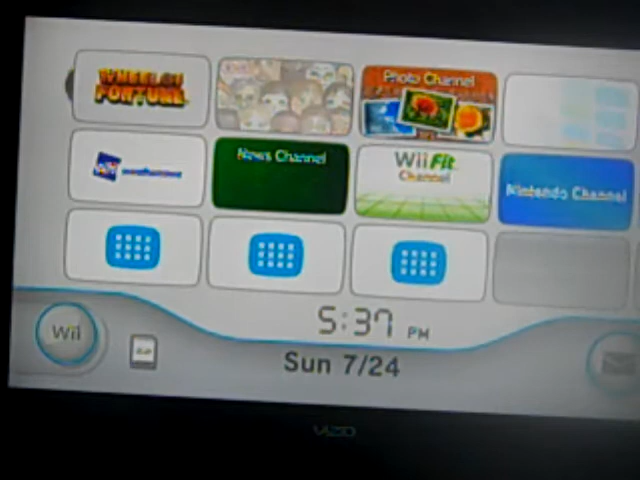 WHEEL OF
FORTUNE
Photo Channel
News Channel
Wii Fit
Channel
Nintendo Channel
5:37 PM
Wii
Sun 7/24
VIZIO